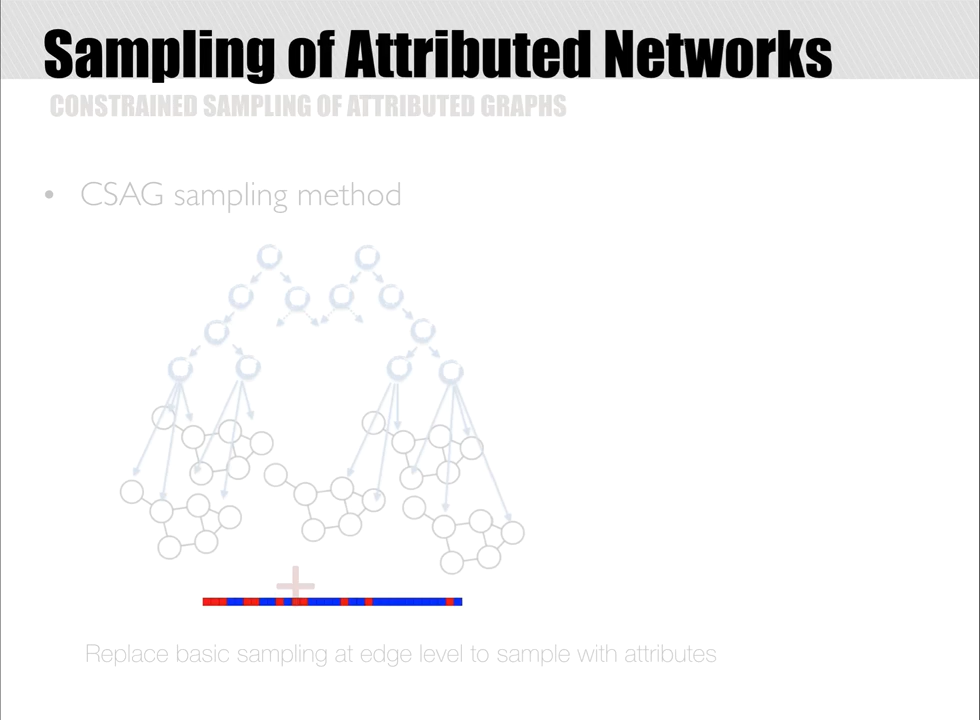 Sampling of Attributed Networks
CONSTRAINED SAMPLING OF ATTRIBUTED GRAPHS
• CSAG sampling method
Replace basic sampling at edge level to sample with attributes